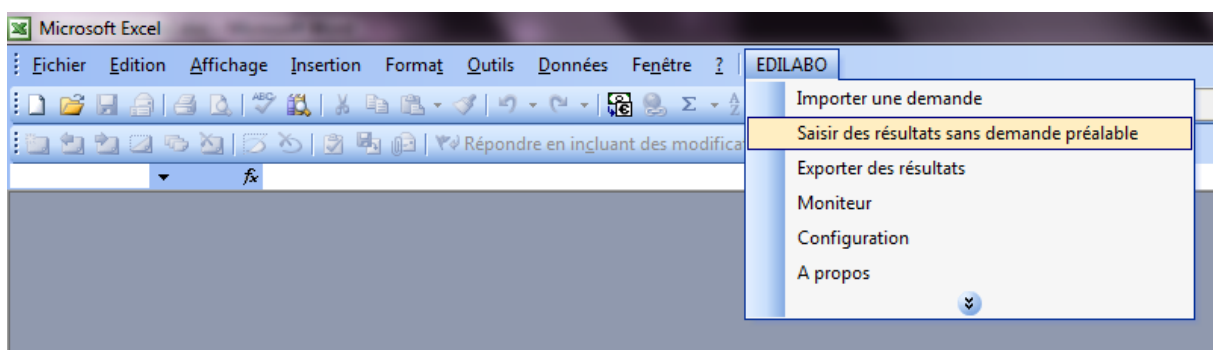 Microsoft Excel
Fichier Edition Affichage Insertion Format Outils Données Fenêtre ? EDILABO
Importer une demande
Saisir des résultats sans demande préalable
Répondre en incluant des modifica
Exporter des résultats
Moniteur
Configuration
A propos